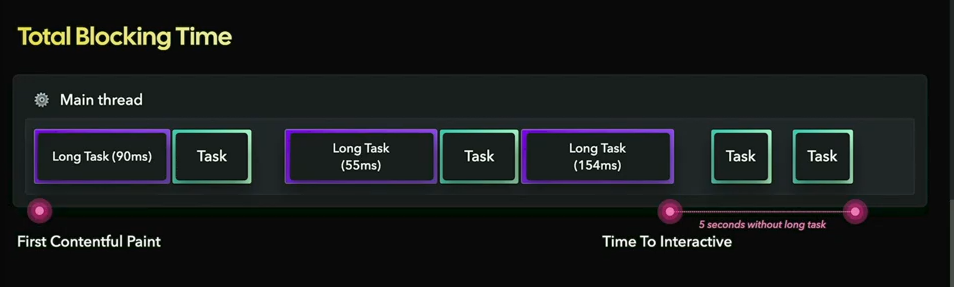 Total Blocking Time
Main thread
Long Task (90ms)
Task
Long Task
(55ms)
Task
Long Task
(154ms)
Task
Task
5 seconds without long task
First Contentful Paint
Time To Interactive